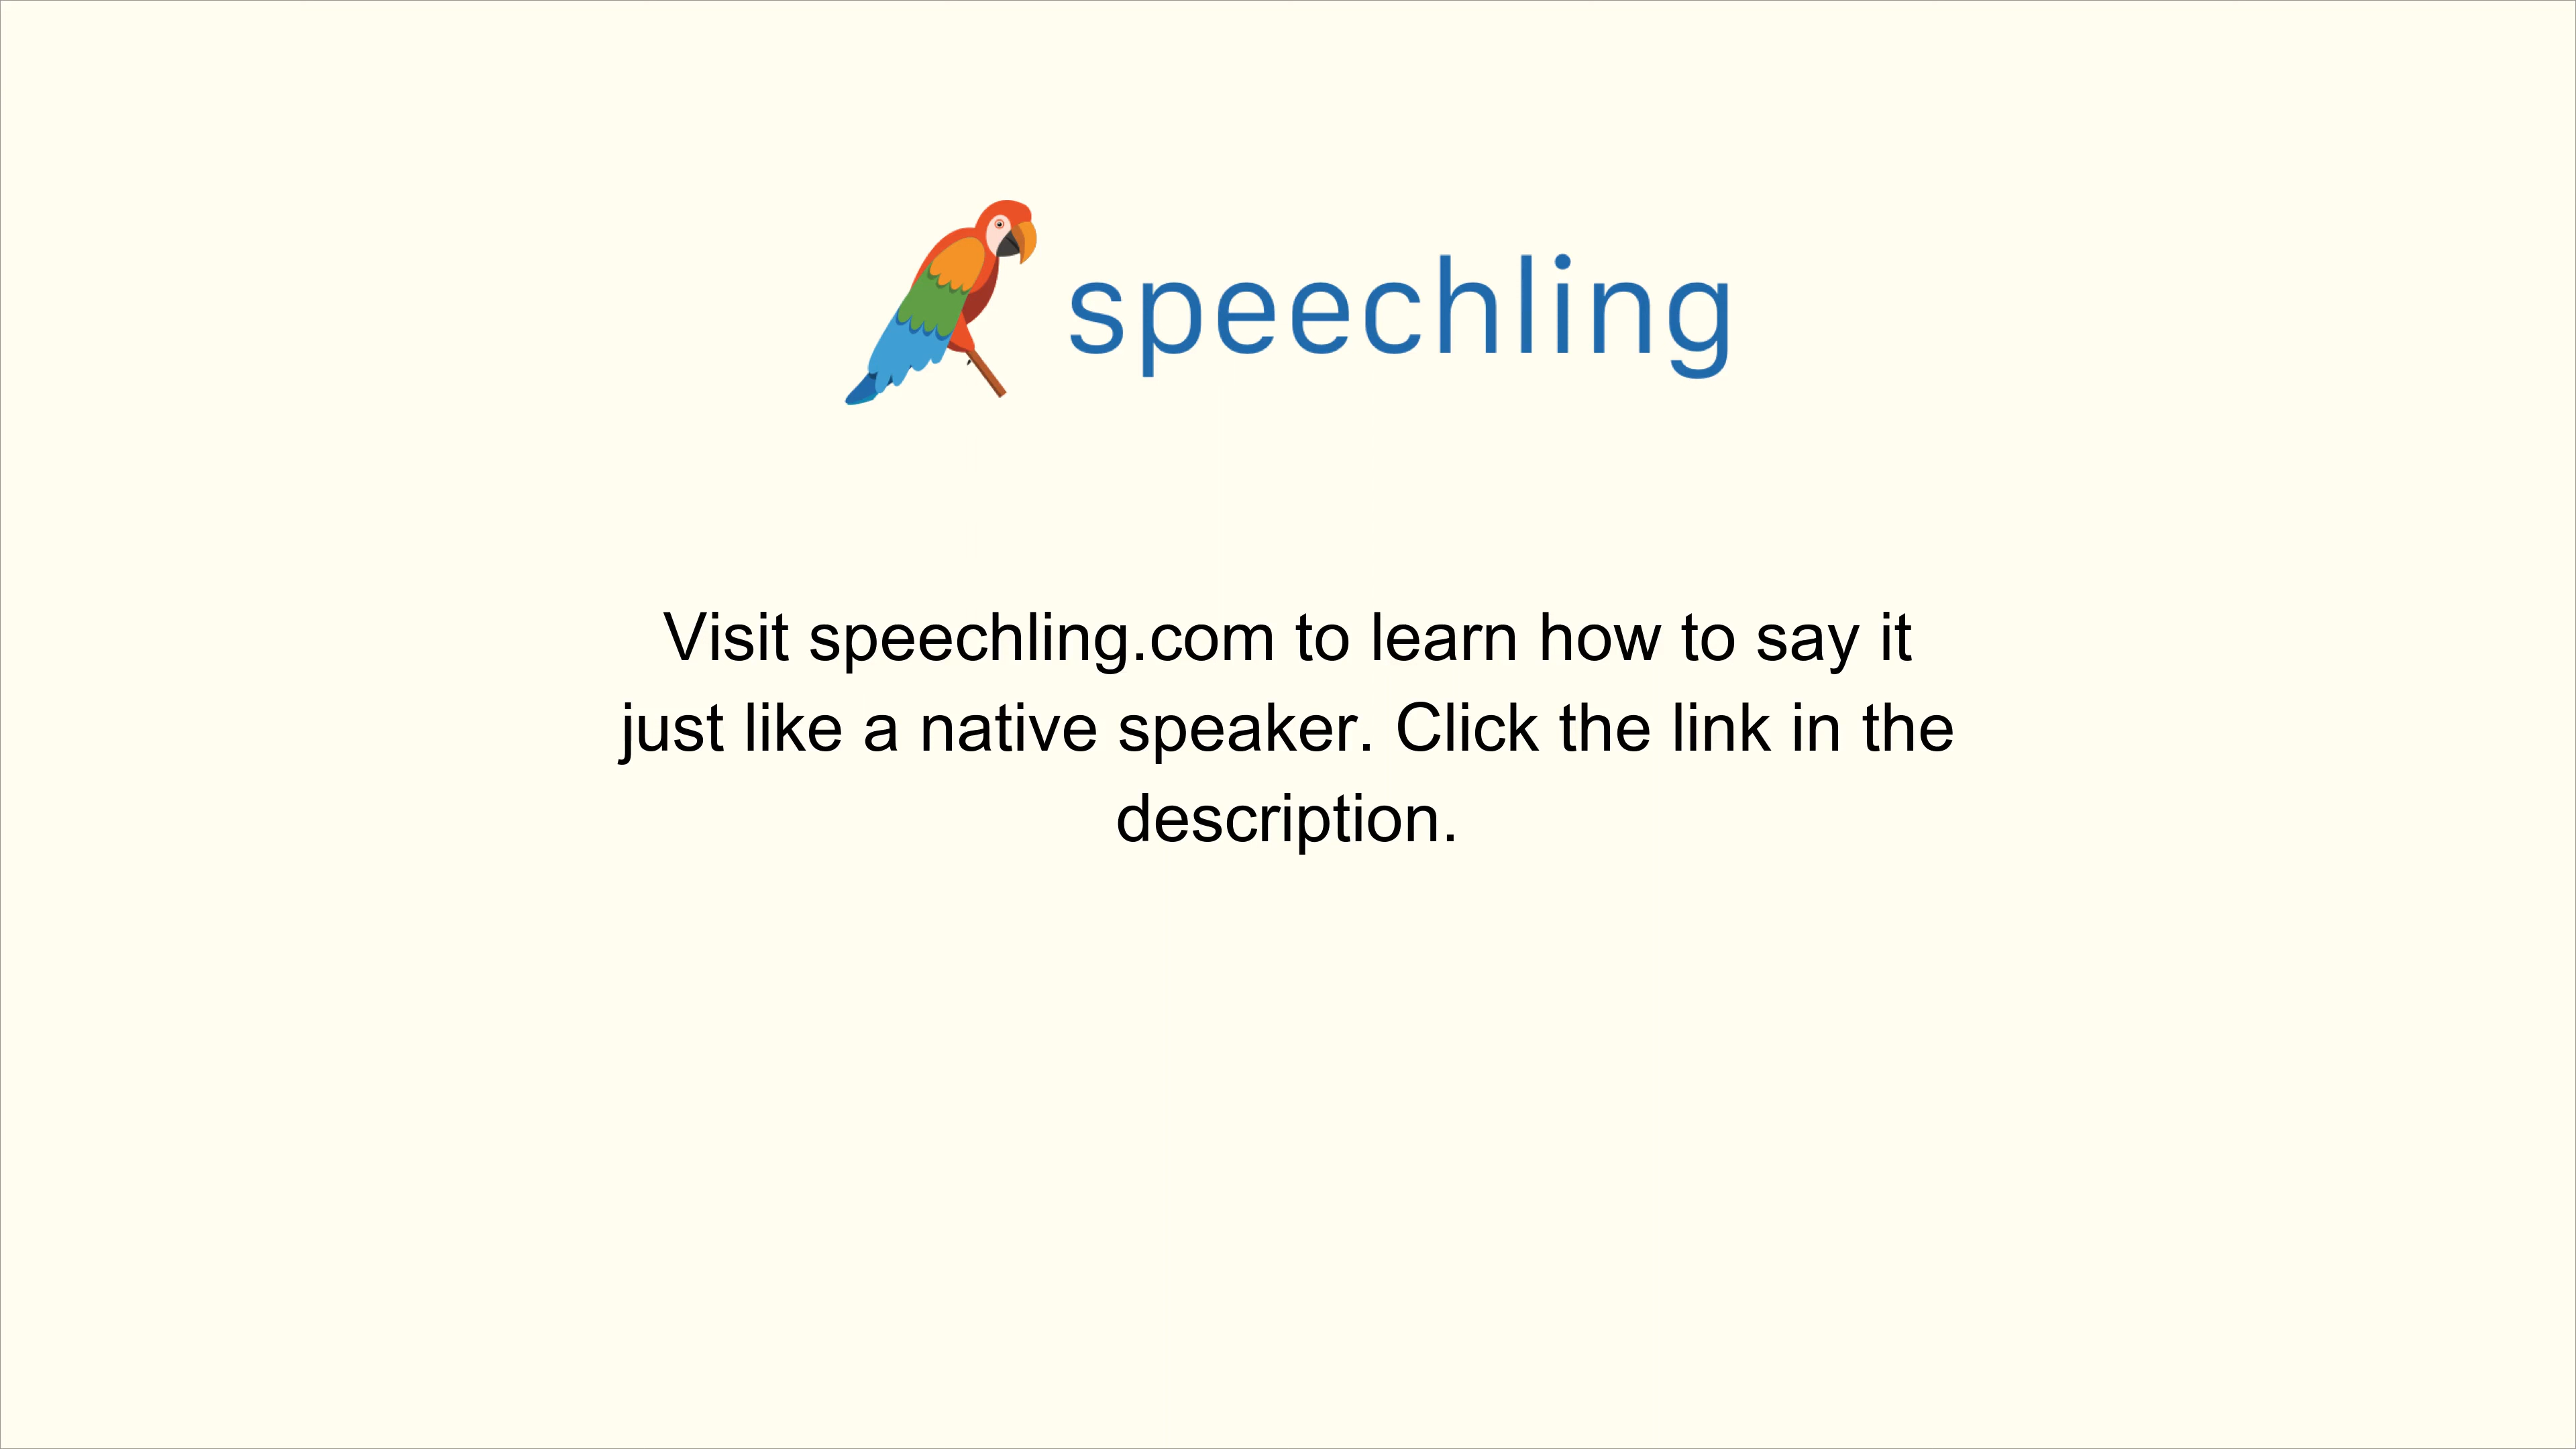 speechling
Visit speechling.com to learn how to say it
just like a native speaker. Click the link in the
description.